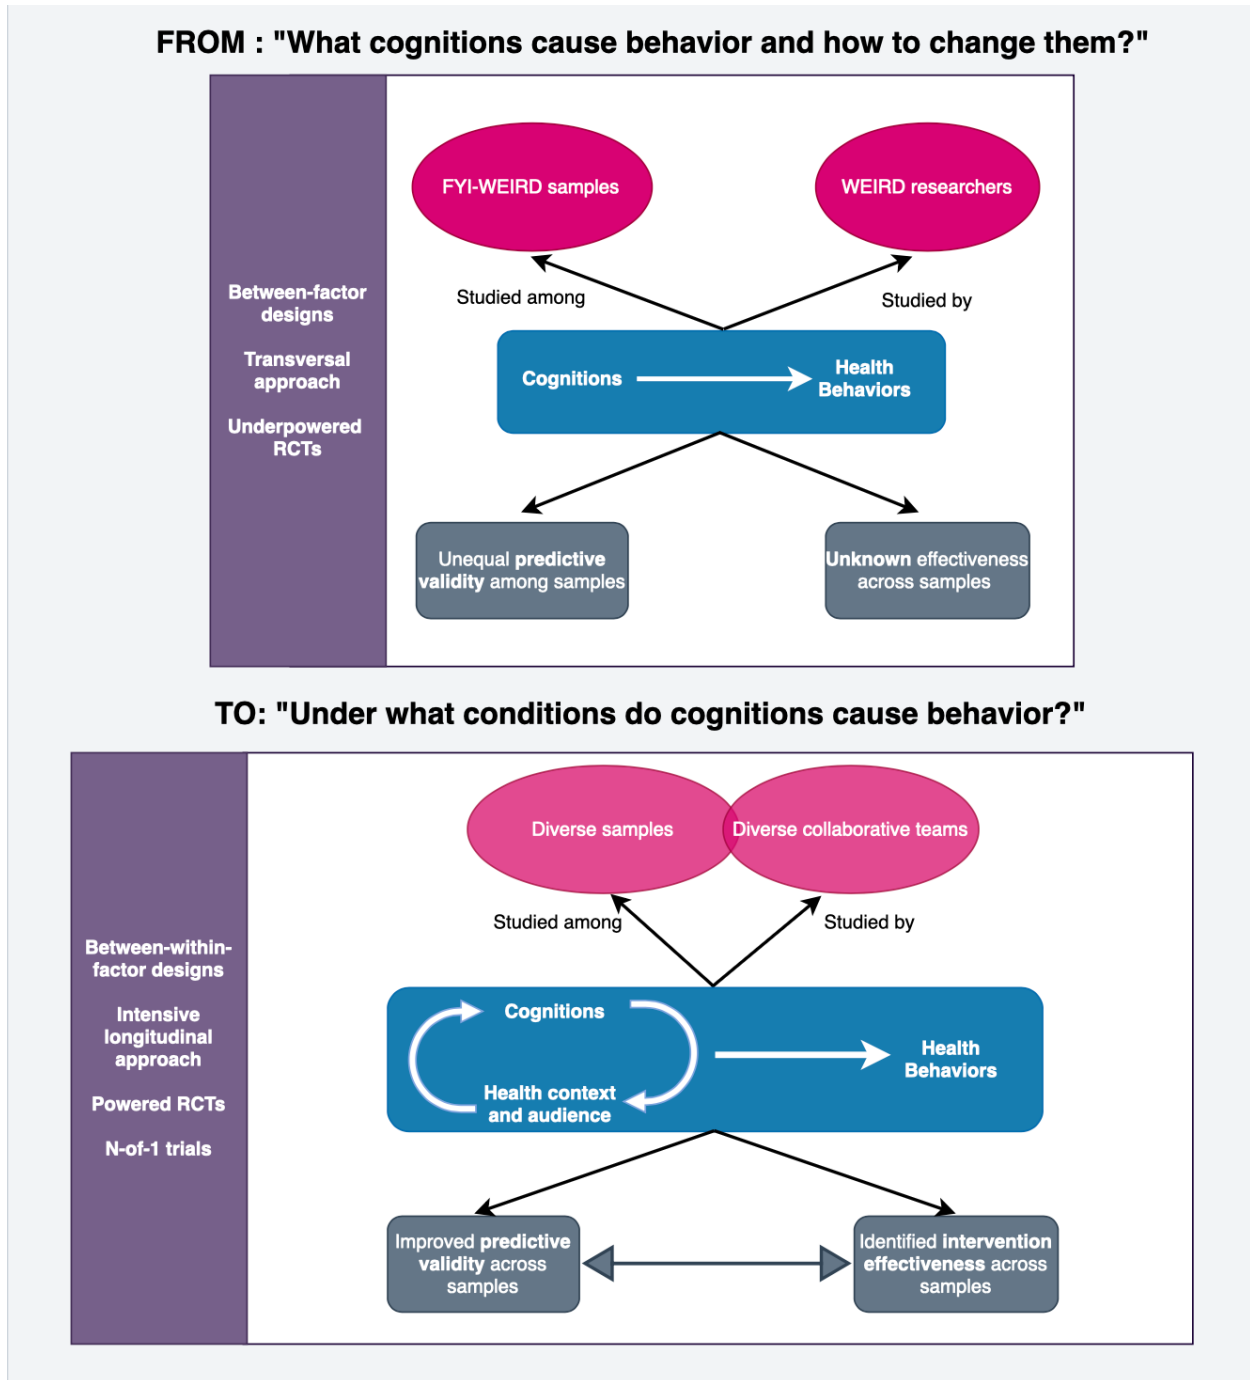 FROM : "What cognitions cause behavior and how to change them?"
Between-factor
designs
Transversal
approach
Underpowered
RCTs
FYI-WEIRD samples
WEIRD researchers
Studied among
Studied by
Cognitions
Health
Behaviors
Unequal predictive
validity among samples
Unknown effectiveness
across samples
TO: "Under what conditions do cognitions cause behavior?"
Between-within-
factor designs
Intensive
longitudinal
approach
Powered RCTs
N-of-1 trials
Diverse samples
Diverse collaborative teams
Studied among
Studied by
Cognitions
Health context
and audience
Health
Behaviors
Improved predictive
validity across
samples
Identified intervention
effectiveness across
samples